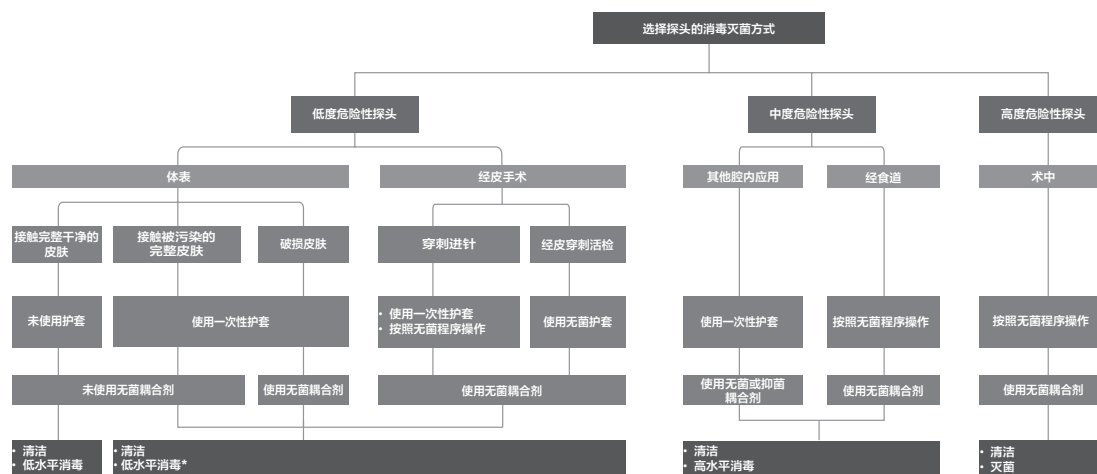 选择探头的消毒灭菌方式
低度危险性探头
中度危险性探头
高度危险性探头
体表
经皮手术
其他腔内应用
经食道
术中
接触完整干净的
皮肤
接触被污染的
完整皮肤
破损皮肤
穿刺进针
经皮穿刺活检
未使用护套
使用一次性护套
• 使用一次性护套
• 按照无菌程序操作
使用无菌护套
使用一次性护套
按照无菌程序操作
按照无菌程序操作
未使用无菌耦合剂
使用无菌耦合剂
使用无菌耦合剂
使用无菌或抑菌
耦合剂
使用无菌耦合剂
使用无菌耦合剂
• 清洁
• 低水平消毒
• 清洁
• 低水平消毒*
• 清洁
• 高水平消毒
• 清洁
• 灭菌